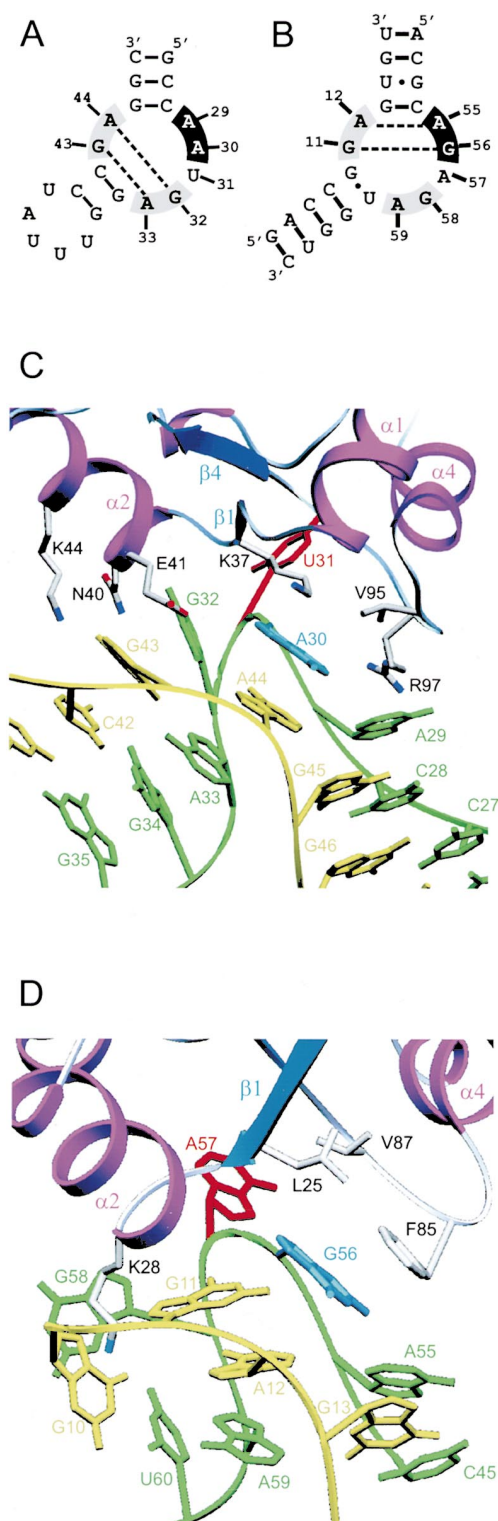 A
3' 5'
C G
G C
G C
44 A A 29
43 G A 30
C G U 31
A G
33 32
U C G
A U
U U
B
3' 5'
U A
G C
U G
G C
12 A A 55
11 G G 56
G U A 57
A G 58
59
5' G A C C
3' C U G G
C
α1
β4
α4
α2
β1
K44
E41
K37
U31
N40
G32
V95
G43
A30
A44
R97
C42
A29
A33
G45
C28
C27
G34
G46
G35
D
β1
α4
A57
V87
L25
α2
F85
K28
G56
G58
G11
A55
A12
G10
G13
U60
A59
C45